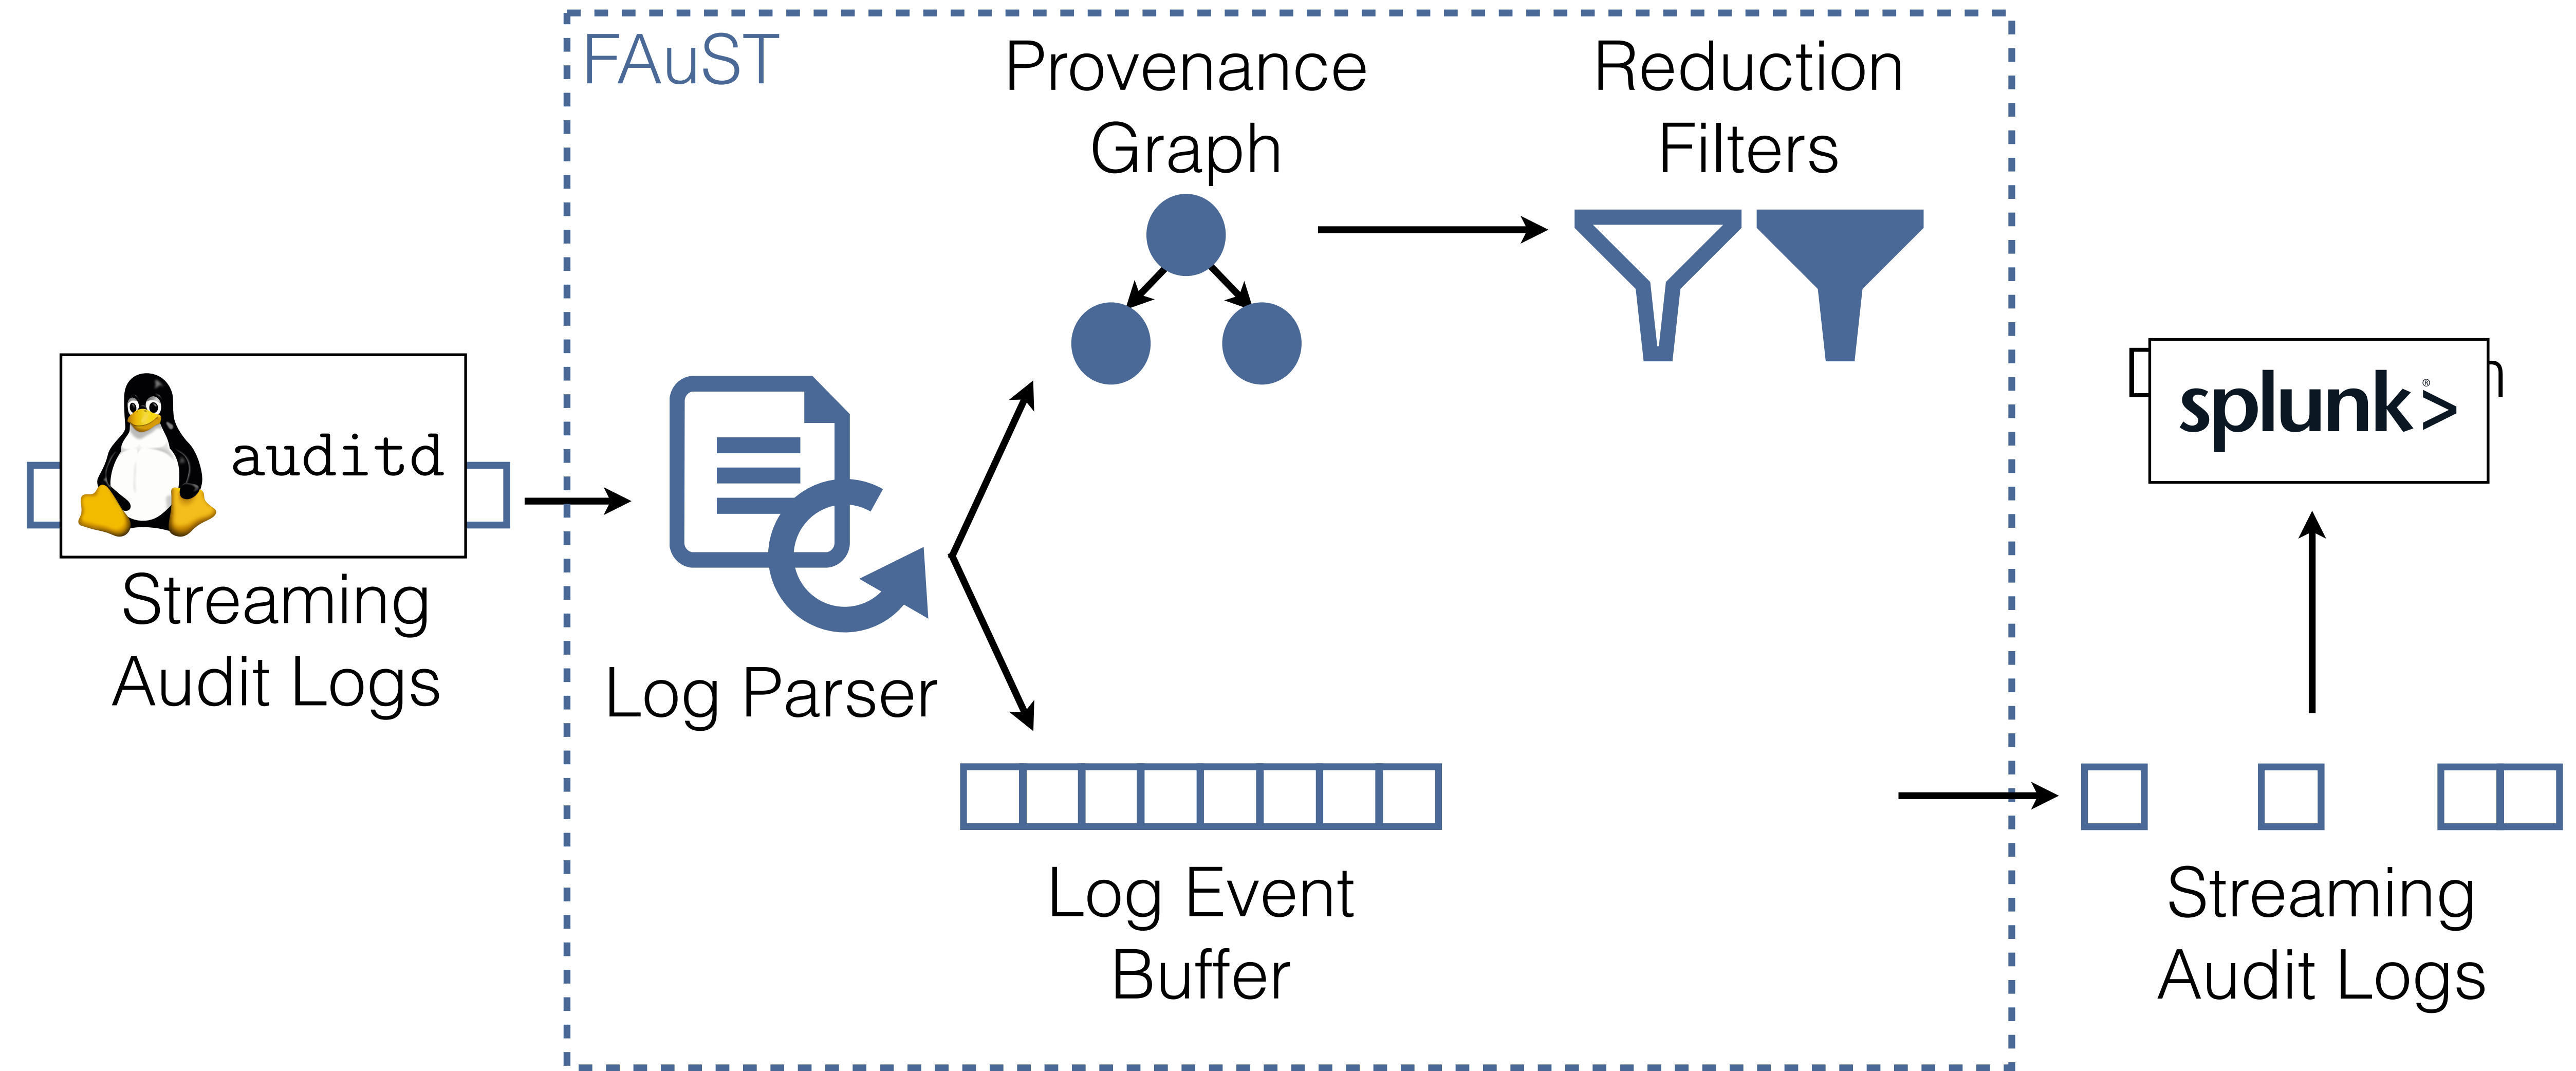 FAuST
Provenance
Graph
Reduction
Filters
auditd
Streaming
Audit Logs
Log Parser
Log Event
Buffer
splunk>®
Streaming
Audit Logs